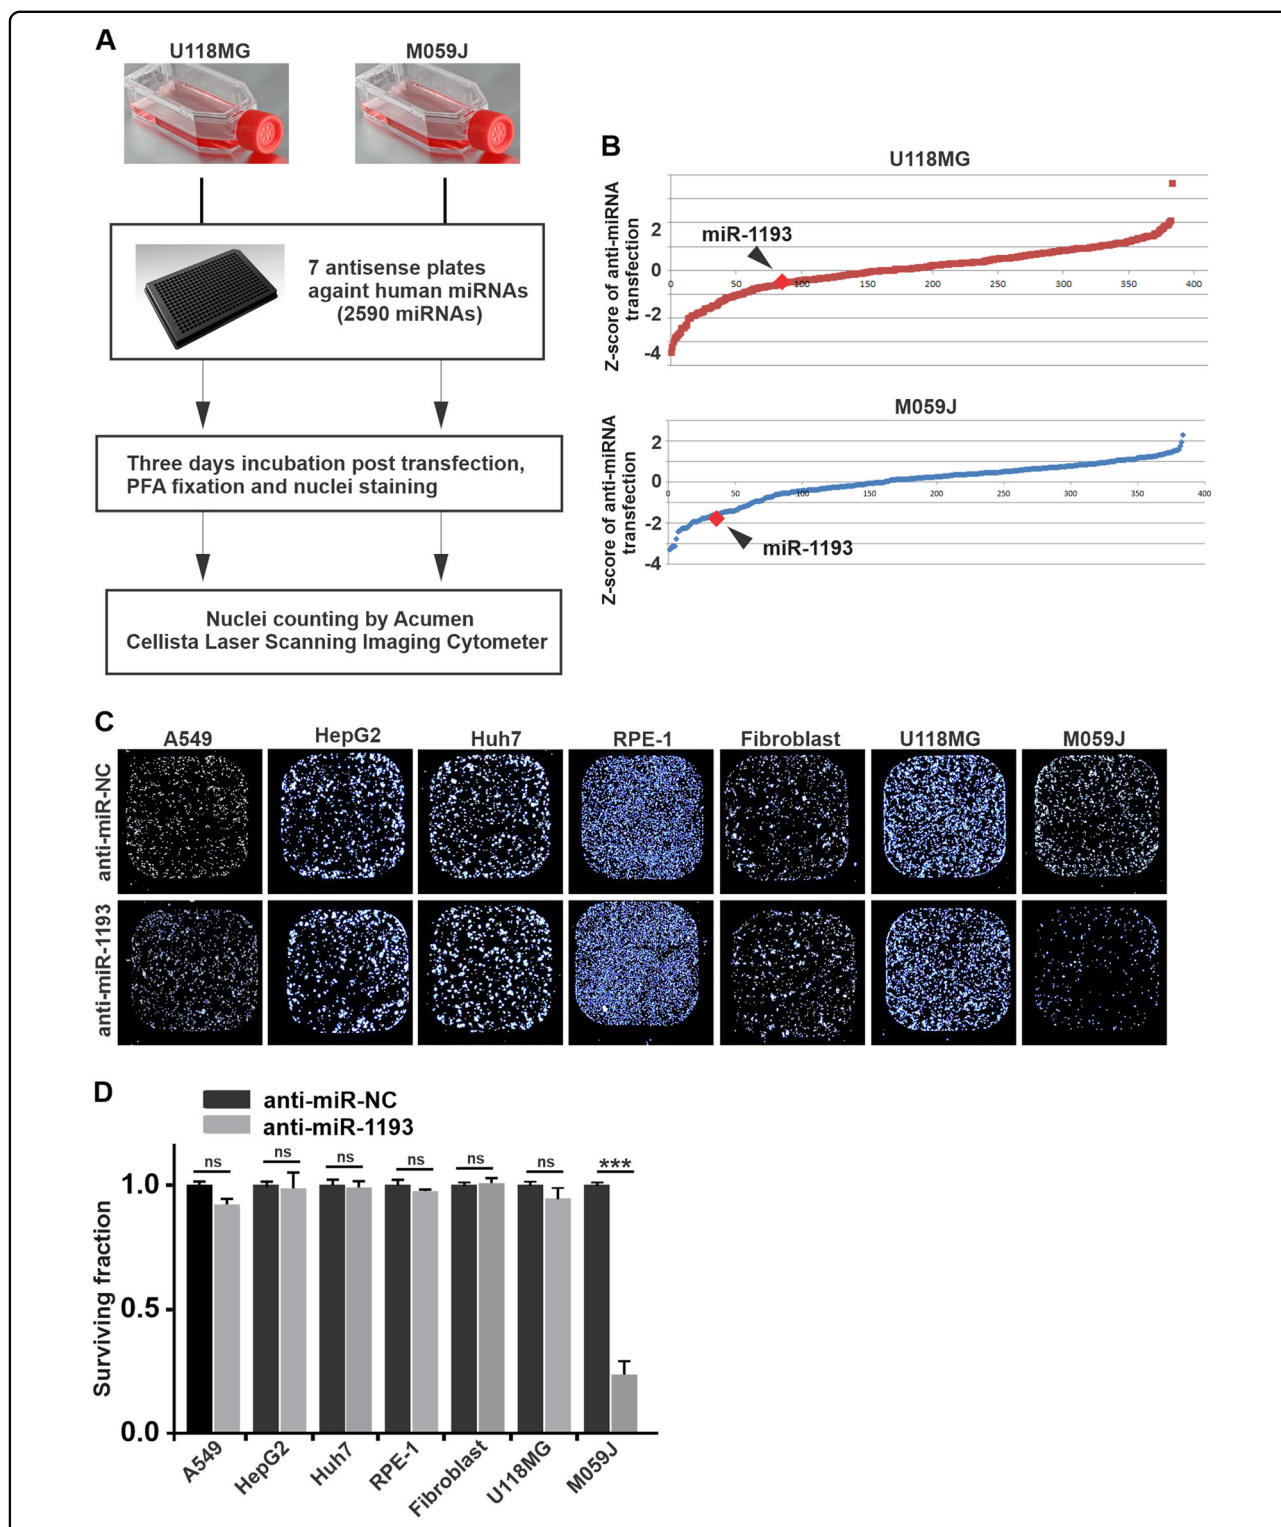 A
U118MG
M059J
7 antisense plates
againt human miRNAs
(2590 miRNAs)
Three days incubation post transfection,
PFA fixation and nuclei staining
Nuclei counting by Acumen
Cellista Laser Scanning Imaging Cytometer
B
U118MG
Z-score of anti-miRNA
transfection
2
0
-2
-4
miR-1193
0
50
100
150
200
250
300
350
400
M059J
Z-score of anti-miRNA
transfection
2
0
-2
-4
0
50
100
150
200
250
300
350
400
miR-1193
C
A549
HepG2
Huh7
RPE-1
Fibroblast
U118MG
M059J
anti-miR-NC
anti-miR-1193
D
anti-miR-NC
anti-miR-1193
ns
ns
ns
ns
ns
ns
***
Surviving fraction
1.0
0.5
0.0
A549
HepG2
Huh7
RPE-1
Fibroblast
U118MG
M059J